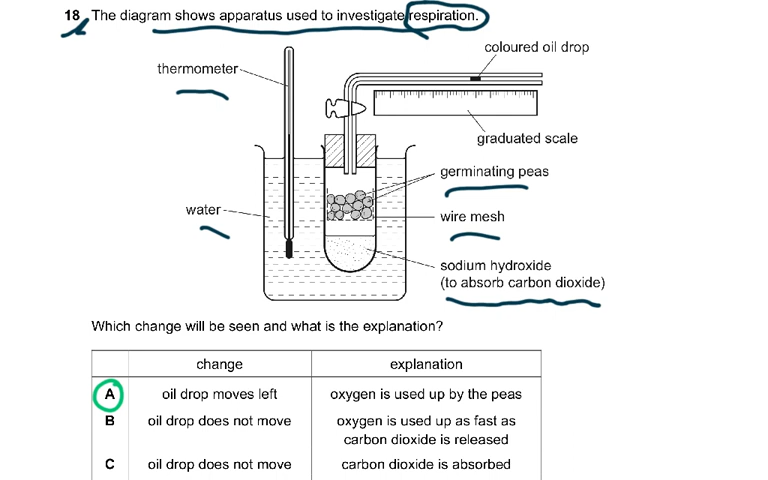 18 The diagram shows apparatus used to investigate respiration.
coloured oil drop
thermometer
graduated scale
germinating peas
water
wire mesh
sodium hydroxide
(to absorb carbon dioxide)
Which change will be seen and what is the explanation?
change explanation
A oil drop moves left oxygen is used up by the peas
B oil drop does not move oxygen is used up as fast as
carbon dioxide is released
C oil drop does not move carbon dioxide is absorbed